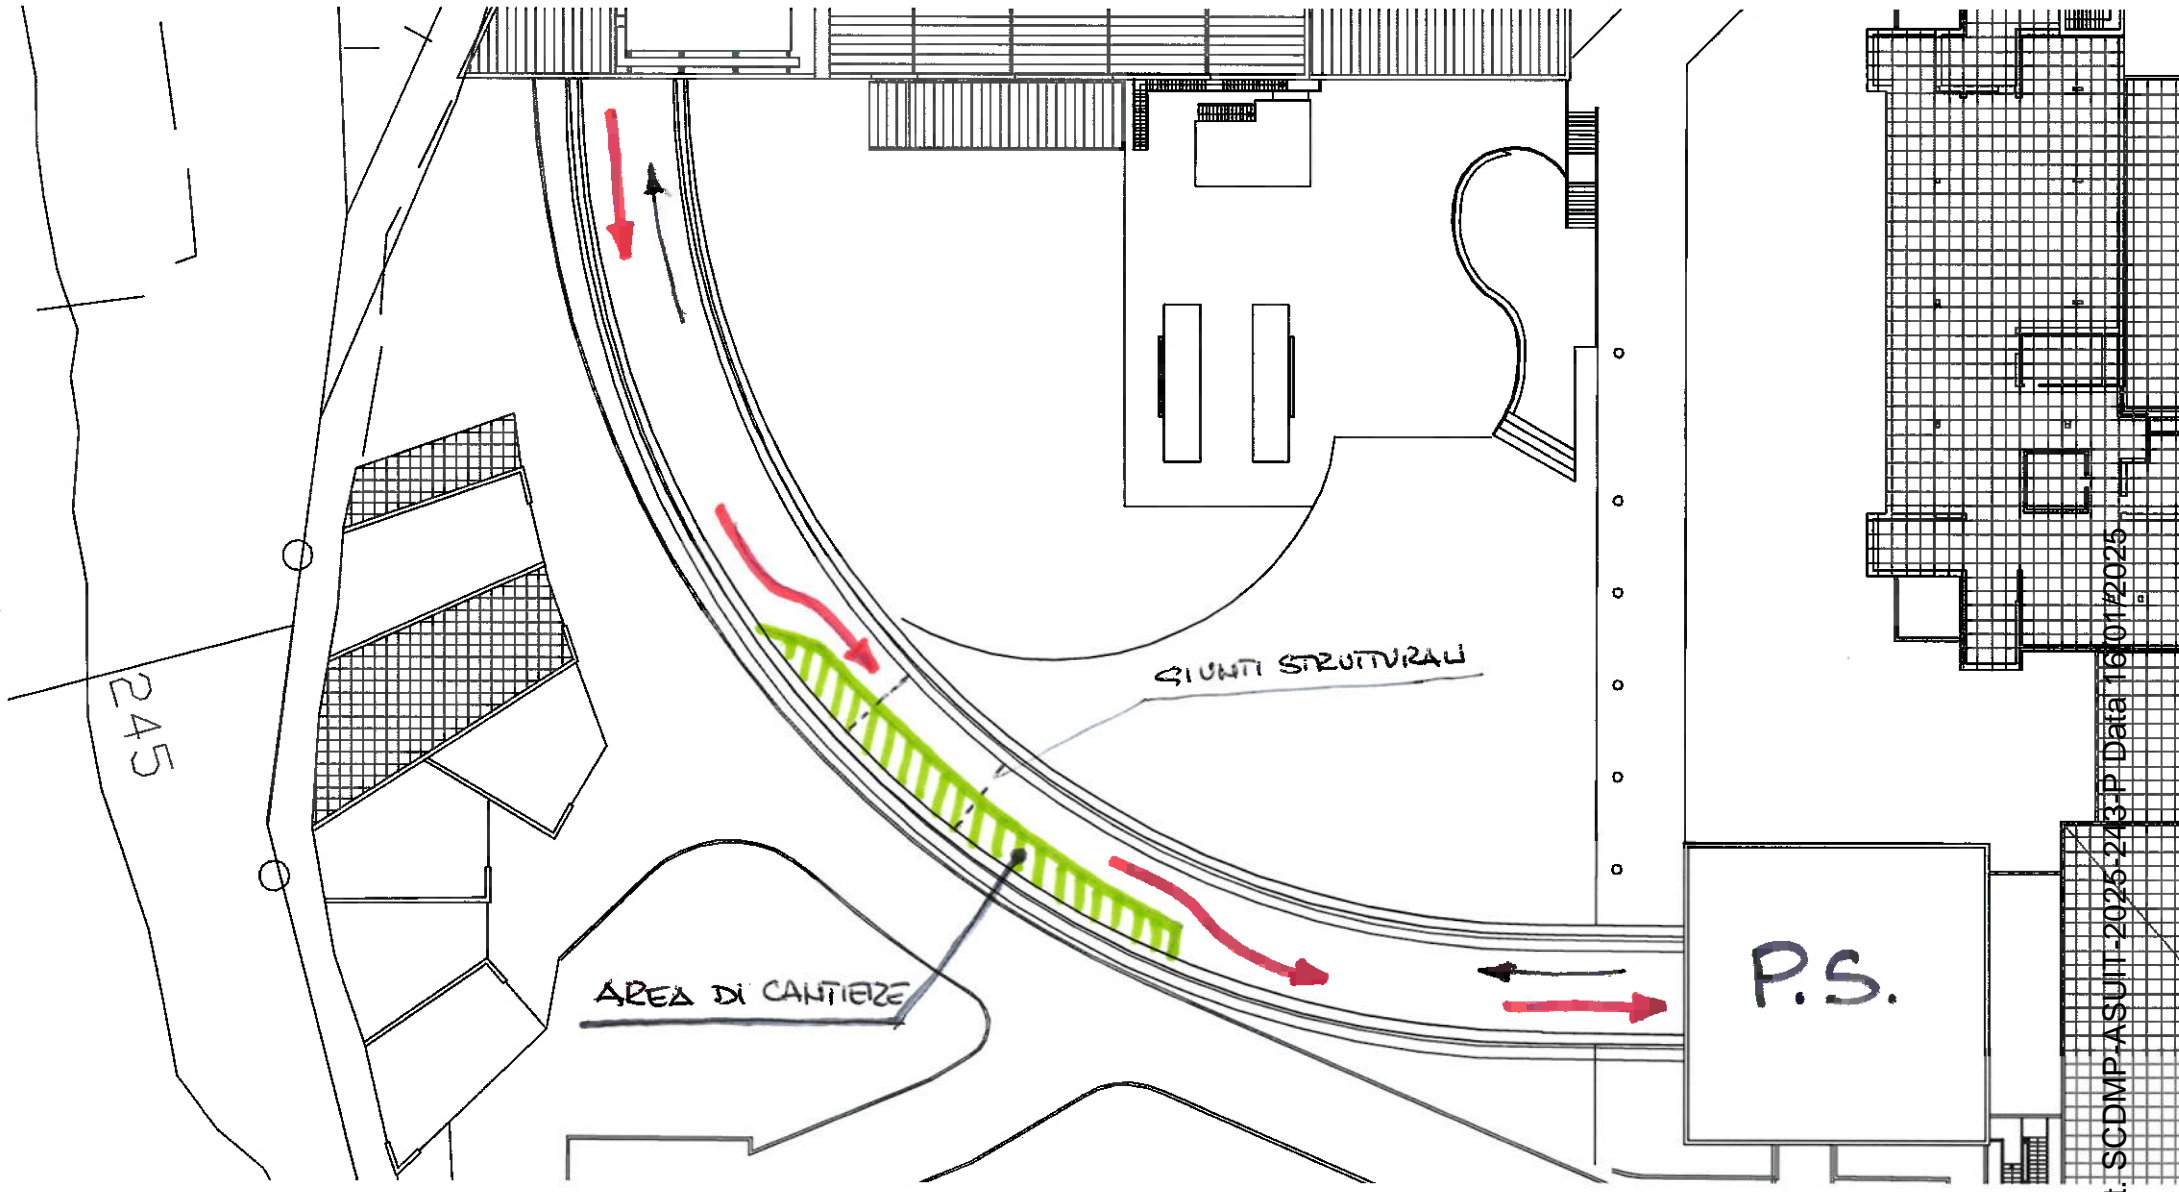 GIUNTI STRUTTURALI
245
AREA DI CANTIERE
P.S.
t. SCDMP-ASUIT-2025-243-P Data 16/01/2025